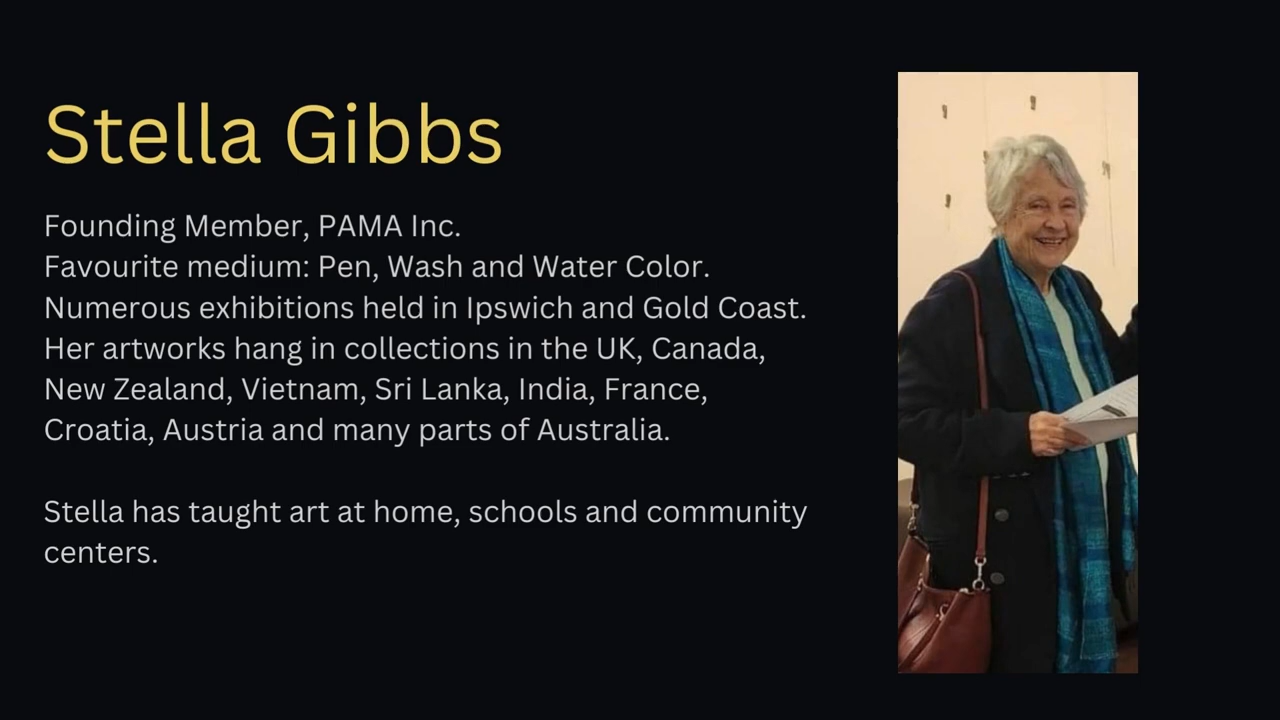 Stella Gibbs
Founding Member, PAMA Inc.
Favourite medium: Pen, Wash and Water Color.
Numerous exhibitions held in Ipswich and Gold Coast.
Her artworks hang in collections in the UK, Canada,
New Zealand, Vietnam, Sri Lanka, India, France,
Croatia, Austria and many parts of Australia.
Stella has taught art at home, schools and community
centers.